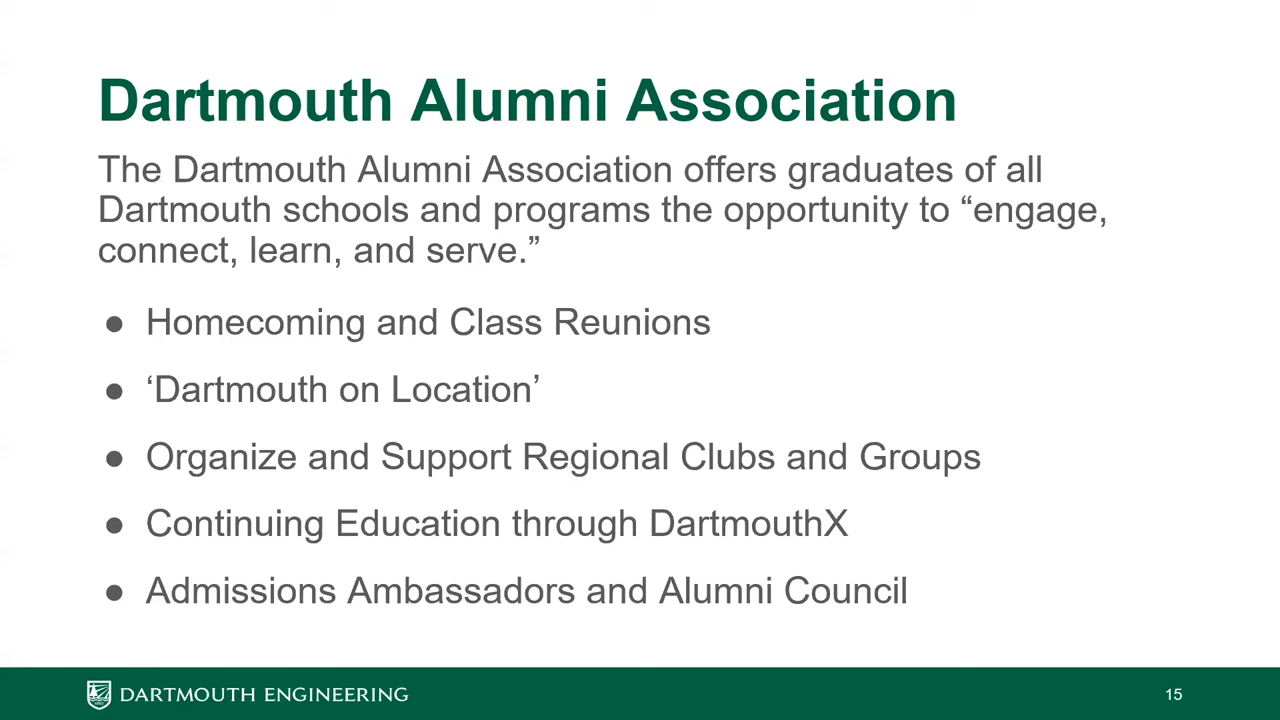 Dartmouth Alumni Association
The Dartmouth Alumni Association offers graduates of all
Dartmouth schools and programs the opportunity to “engage,
connect, learn, and serve.”
● Homecoming and Class Reunions
● ‘Dartmouth on Location’
● Organize and Support Regional Clubs and Groups
● Continuing Education through DartmouthX
● Admissions Ambassadors and Alumni Council
DARTMOUTH ENGINEERING
15